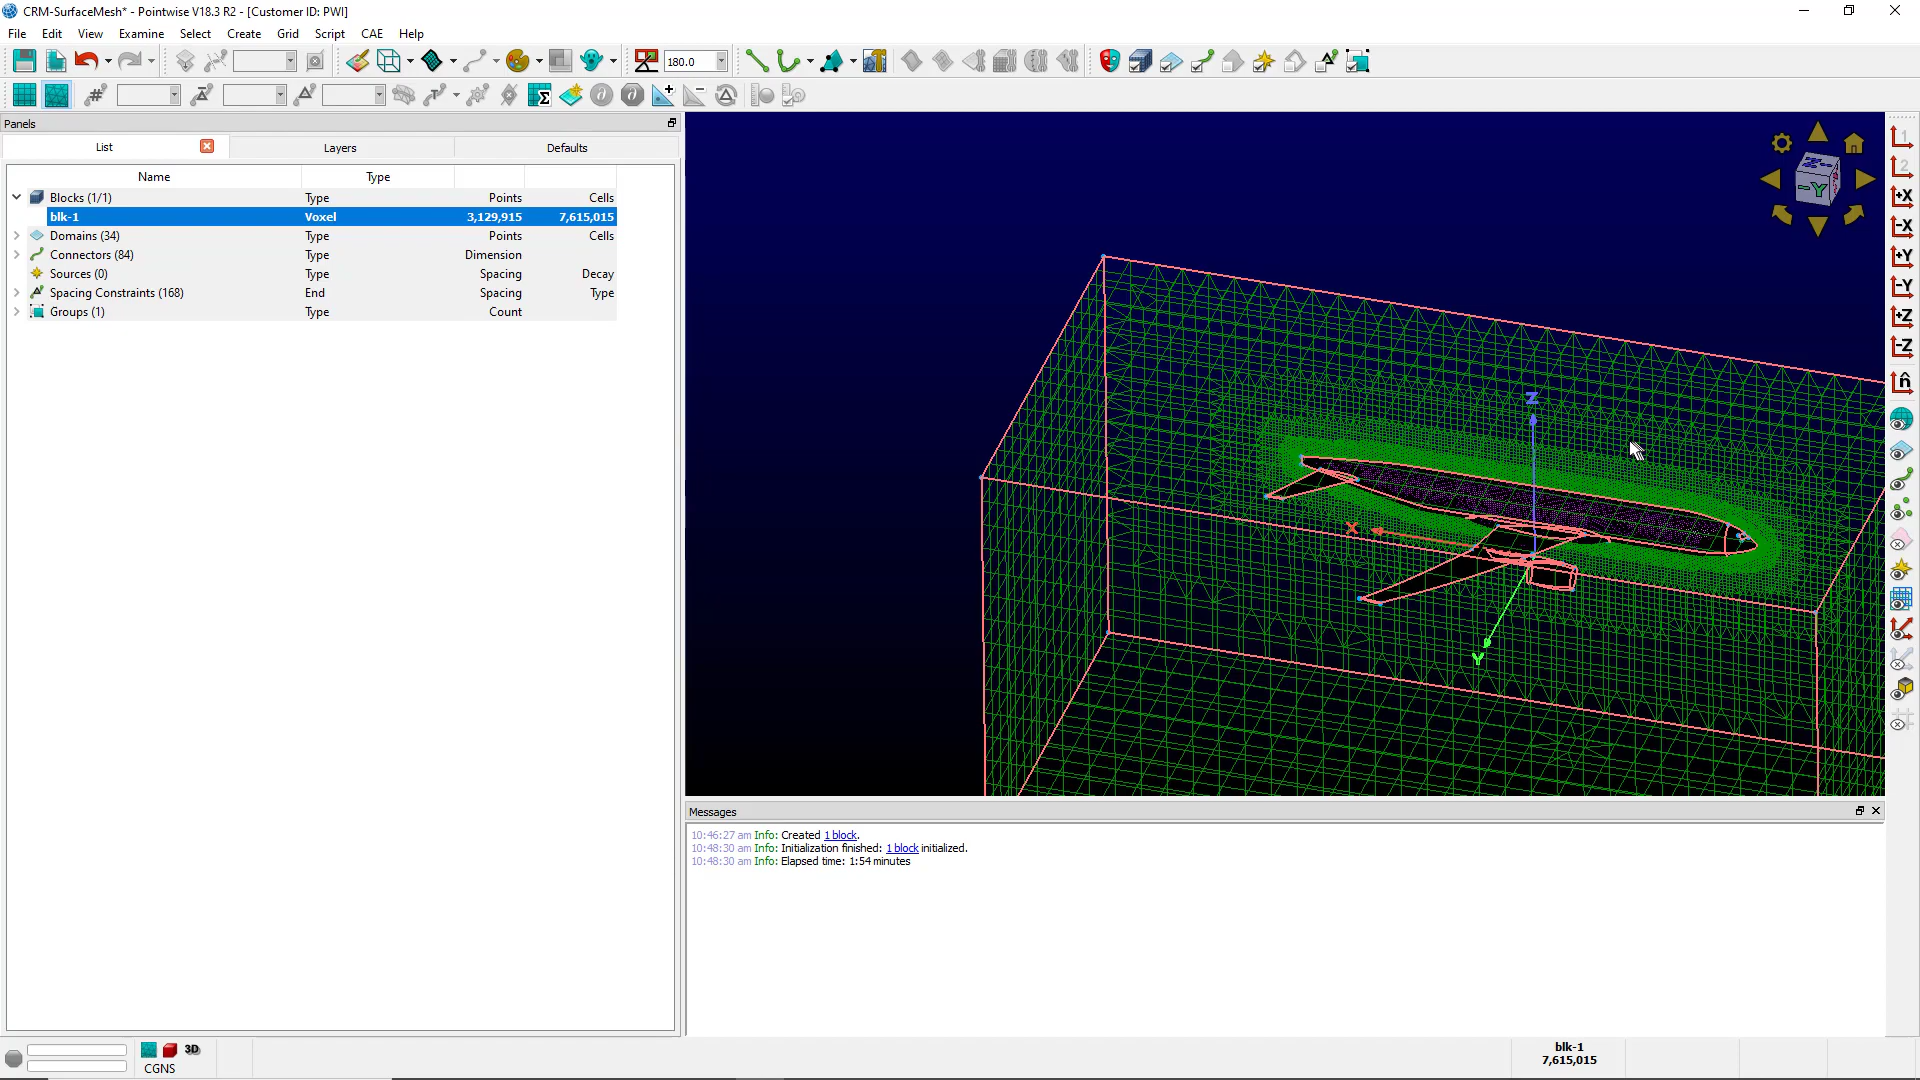 CRM-SurfaceMesh* - Pointwise V18.3 R2 - [Customer ID: PWI]
File Edit View Examine Select Create Grid Script CAE Help
180.0
Panels
List Layers Defaults
Name Type
Blocks (1/1) Type Points Cells
blk-1 Voxel 3,129,915 7,615,015
Domains (34) Type Points Cells
Connectors (84) Type Dimension
Sources (0) Type Spacing Decay
Spacing Constraints (168) End Spacing Type
Groups (1) Type Count
Z
X
Y
-Y
1
2
+X
-X
+Y
-Y
+Z
-Z
n̂
Messages
10:46:27 am Info: Created 1 block.
10:48:30 am Info: Initialization finished: 1 block initialized.
10:48:30 am Info: Elapsed time: 1:54 minutes
3D
CGNS
blk-1
7,615,015